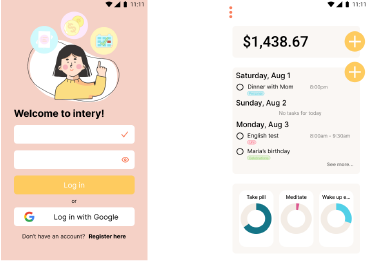 11:11
Welcome to intery!
Log in
or
Log in with Google
Don't have an account? Register here
11:11
$1,438.67
Saturday, Aug 1
Dinner with Mom 6:00pm
Sunday, Aug 2
No tasks for today
Monday, Aug 3
English test 8:00am - 9:30am
Maria's birthday
See more...
Take pill
Meditate
Wake up e...